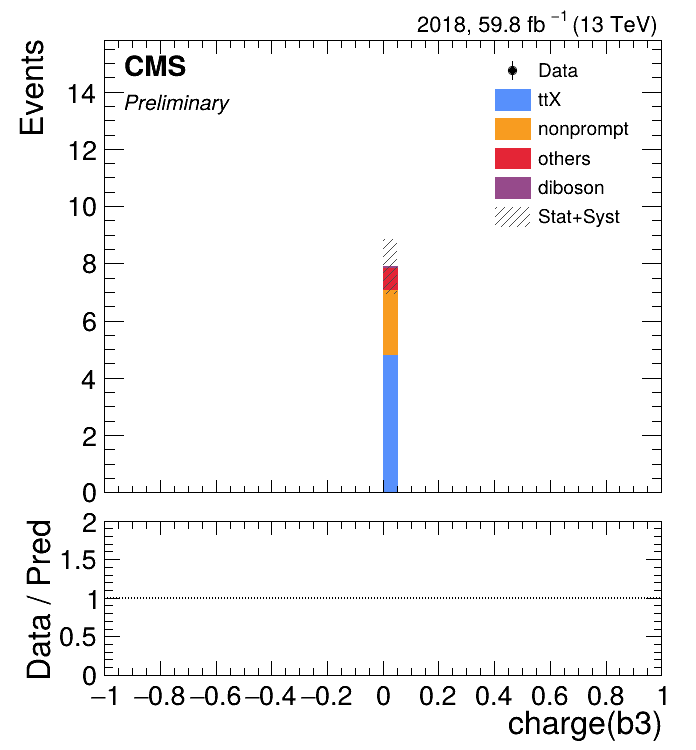 2018, 59.8 fb⁻¹ (13 TeV)
CMS
Preliminary
Data
ttX
nonprompt
others
diboson
Stat+Syst
Events
14
12
10
8
6
4
2
0
Data / Pred
2
1.5
1
0.5
0
−1 −0.8 −0.6 −0.4 −0.2 0 0.2 0.4 0.6 0.8 1
charge(b3)